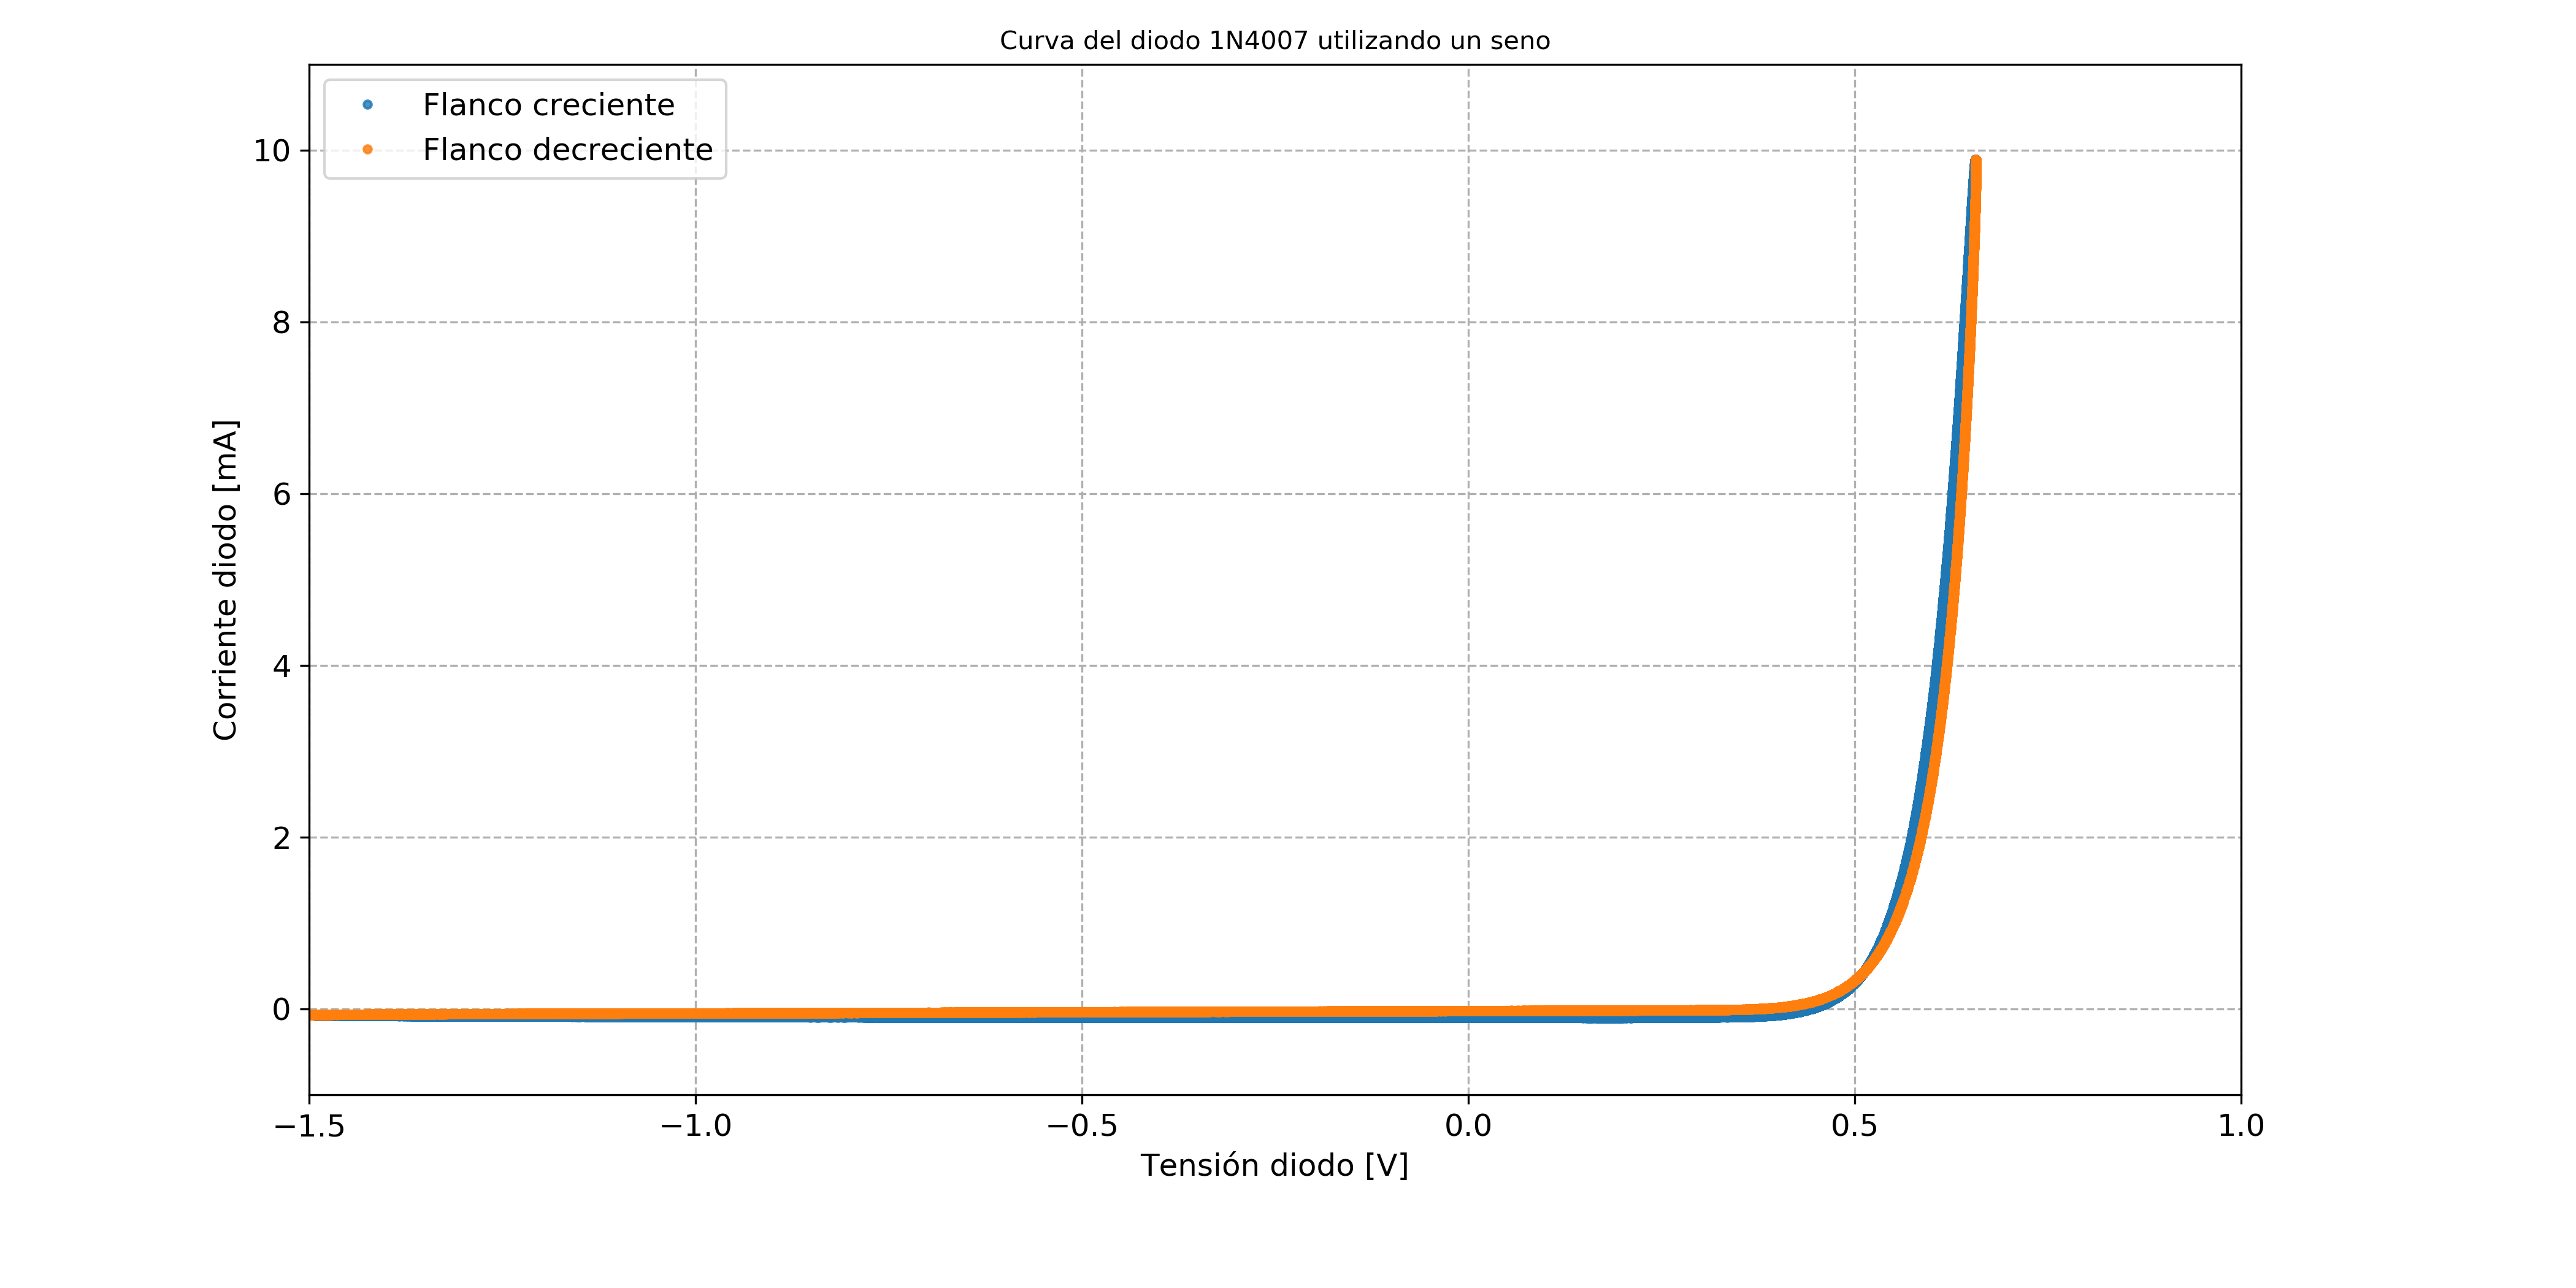 Curva del diodo 1N4007 utilizando un seno
Flanco creciente
Flanco decreciente
10
8
6
4
2
0
Corriente diodo [mA]
−1.5
−1.0
−0.5
0.0
0.5
1.0
Tensión diodo [V]